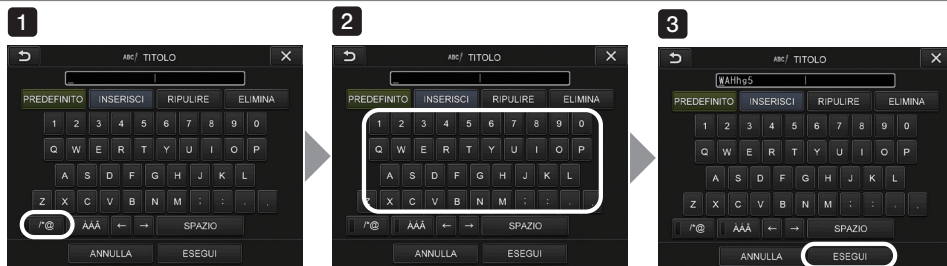 1
ABC/ TITOLO
PREDEFINITO INSERISCI RIPULIRE ELIMINA
1 2 3 4 5 6 7 8 9 0
Q W E R T Y U I O P
A S D F G H J K L
Z X C V B N M ; : . .
/*@ ÀÁÂ ← → SPAZIO
ANNULLA ESEGUI
2
ABC/ TITOLO
PREDEFINITO INSERISCI RIPULIRE ELIMINA
1 2 3 4 5 6 7 8 9 0
Q W E R T Y U I O P
A S D F G H J K L
Z X C V B N M ; : . .
/*@ ÀÁÂ ← → SPAZIO
ANNULLA ESEGUI
3
ABC/ TITOLO
WAHhg5
PREDEFINITO INSERISCI RIPULIRE ELIMINA
1 2 3 4 5 6 7 8 9 0
Q W E R T Y U I O P
A S D F G H J K L
Z X C V B N M ; : . .
/*@ ÀÁÂ ← → SPAZIO
ANNULLA ESEGUI